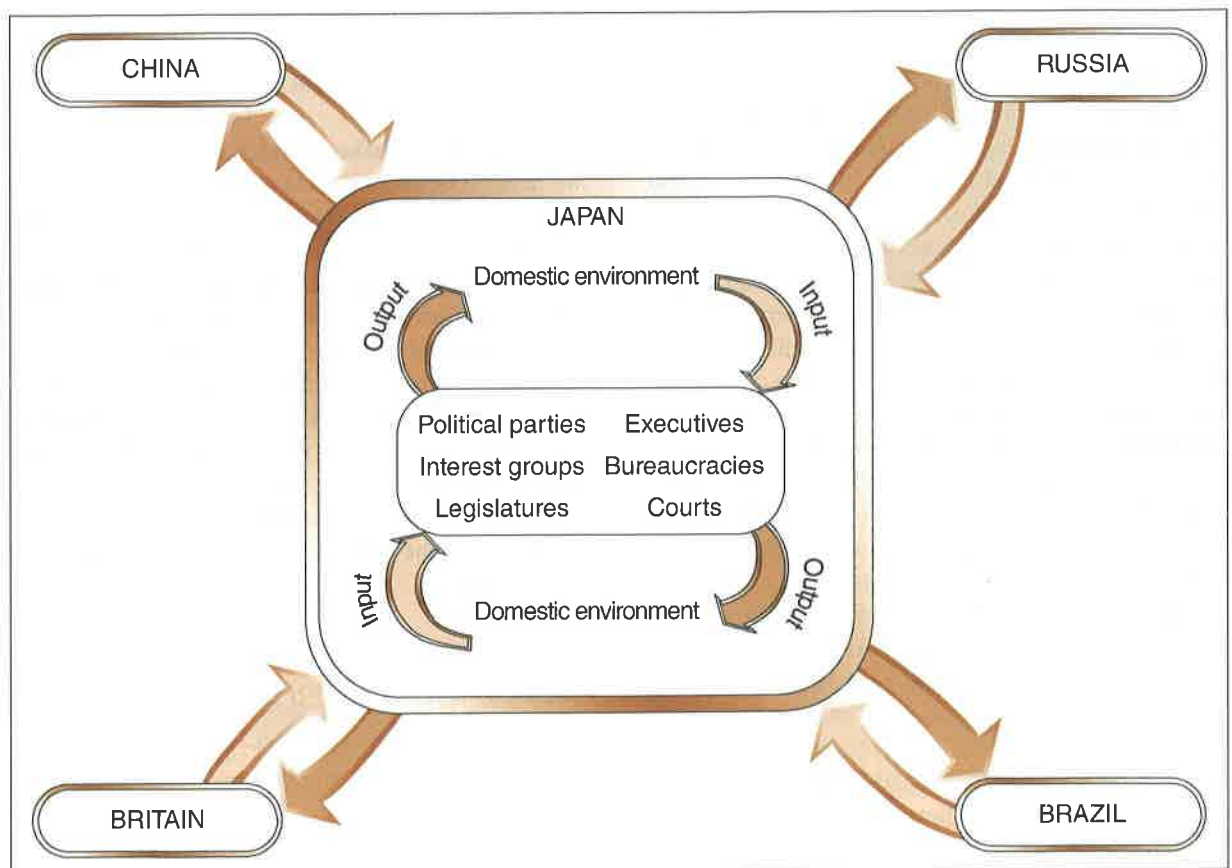 CHINA
RUSSIA
JAPAN
Domestic environment
Output
Input
Political parties Executives
Interest groups Bureaucracies
Legislatures Courts
Input
Output
Domestic environment
BRITAIN
BRAZIL